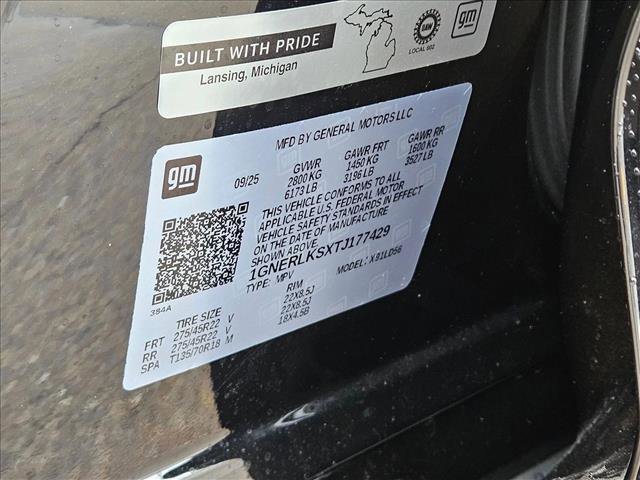 BUILT WITH PRIDE
Lansing, Michigan
UAW
LOCAL 602
gm
MFD BY GENERAL MOTORS LLC
gm
09/25
GVWR GAWR FRT GAWR RR
2800 KG 1450 KG 1600 KG
6173 LB 3196 LB 3527 LB
THIS VEHICLE CONFORMS TO ALL
APPLICABLE U.S. FEDERAL MOTOR
VEHICLE SAFETY STANDARDS IN EFFECT
ON THE DATE OF MANUFACTURE
SHOWN ABOVE.
1GNERLKSXTJ177429
TYPE: MPV MODEL: X B1LD56
384A
TIRE SIZE RIM
FRT 275/45R22 V 22X8.5J
RR 275/45R22 V 22X8.5J
SPA T135/70R18 M 18X4.5B